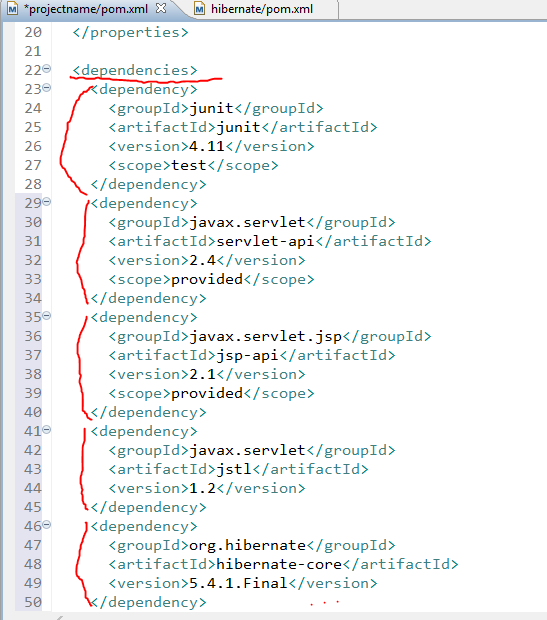 *projectname/pom.xml hibernate/pom.xml
20 </properties>
21
22 <dependencies>
23 <dependency>
24 <groupId>junit</groupId>
25 <artifactId>junit</artifactId>
26 <version>4.11</version>
27 <scope>test</scope>
28 </dependency>
29 <dependency>
30 <groupId>javax.servlet</groupId>
31 <artifactId>servlet-api</artifactId>
32 <version>2.4</version>
33 <scope>provided</scope>
34 </dependency>
35 <dependency>
36 <groupId>javax.servlet.jsp</groupId>
37 <artifactId>jsp-api</artifactId>
38 <version>2.1</version>
39 <scope>provided</scope>
40 </dependency>
41 <dependency>
42 <groupId>javax.servlet</groupId>
43 <artifactId>jstl</artifactId>
44 <version>1.2</version>
45 </dependency>
46 <dependency>
47 <groupId>org.hibernate</groupId>
48 <artifactId>hibernate-core</artifactId>
49 <version>5.4.1.Final</version>
50 </dependency> ...